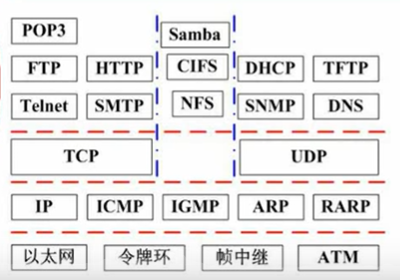 POP3 Samba
FTP HTTP CIFS DHCP TFTP
Telnet SMTP NFS SNMP DNS
TCP UDP
IP ICMP IGMP ARP RARP
以太网 令牌环 帧中继 ATM